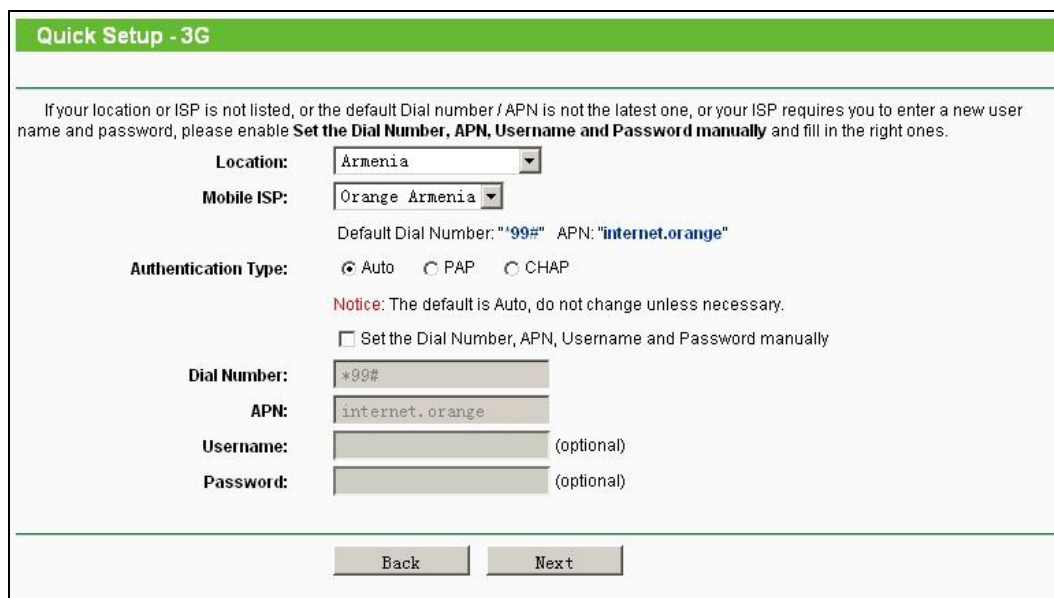 Quick Setup - 3G
If your location or ISP is not listed, or the default Dial number / APN is not the latest one, or your ISP requires you to enter a new user
name and password, please enable Set the Dial Number, APN, Username and Password manually and fill in the right ones.
Location: Armenia
Mobile ISP: Orange Armenia
Default Dial Number: "*99#" APN: "internet.orange"
Authentication Type: Auto PAP CHAP
Notice: The default is Auto, do not change unless necessary.
Set the Dial Number, APN, Username and Password manually
Dial Number: *99#
APN: internet.orange
Username: (optional)
Password: (optional)
Back Next